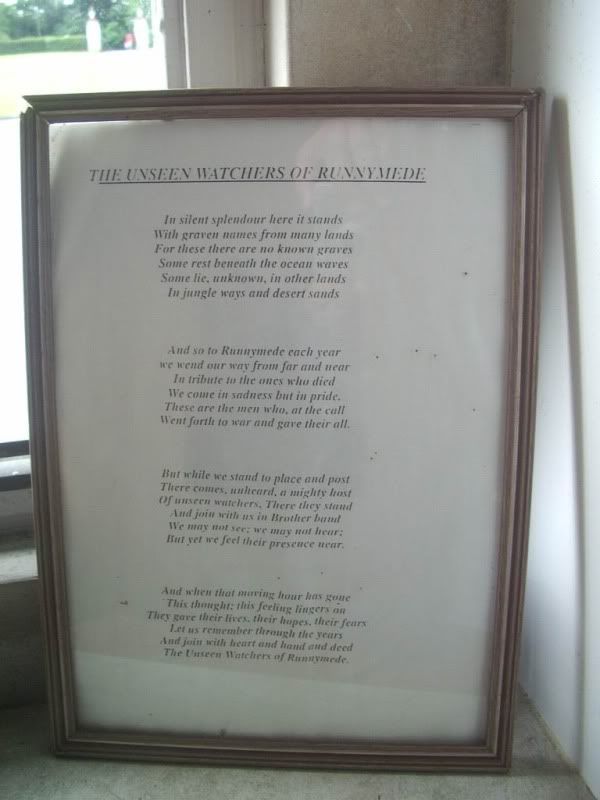 THE UNSEEN WATCHERS OF RUNNYMEDE
In silent splendour here it stands
With graven names from many lands
For these there are no known graves
Some rest beneath the ocean waves
Some lie, unknown, in other lands
In jungle ways and desert sands
And so to Runnymede each year
we wend our way from far and near
In tribute to the ones who died
We come in sadness but in pride.
These are the men who, at the call
Went forth to war and gave their all.
But while we stand to place and post
There comes, unheard, a mighty host
Of unseen watchers, There they stand
And join with us in Brother band
We may not see; we may not hear;
But yet we feel their presence near.
And when that moving hour has gone
This thought; this feeling lingers on
They gave their lives, their hopes, their fears
Let us remember through the years
And join with heart and hand and deed
The Unseen Watchers of Runnymede.